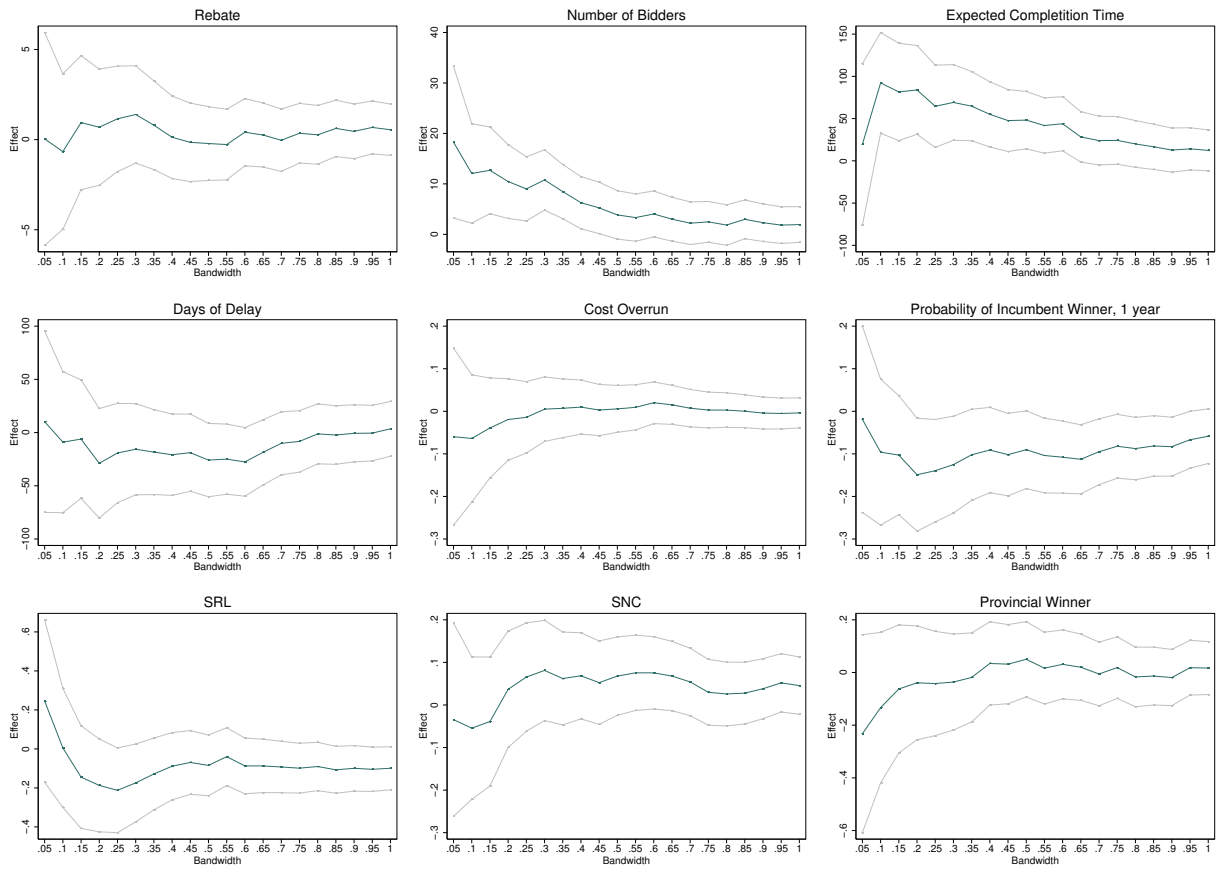 Rebate
Effect
5
0
−5
.05 .1 .15 .2 .25 .3 .35 .4 .45 .5 .55 .6 .65 .7 .75 .8 .85 .9 .95 1
Bandwidth
Number of Bidders
Effect
40
30
20
10
0
.05 .1 .15 .2 .25 .3 .35 .4 .45 .5 .55 .6 .65 .7 .75 .8 .85 .9 .95 1
Bandwidth
Expected Completition Time
Effect
150
100
50
0
−50
−100
.05 .1 .15 .2 .25 .3 .35 .4 .45 .5 .55 .6 .65 .7 .75 .8 .85 .9 .95 1
Bandwidth
Days of Delay
Effect
100
50
0
−50
−100
.05 .1 .15 .2 .25 .3 .35 .4 .45 .5 .55 .6 .65 .7 .75 .8 .85 .9 .95 1
Bandwidth
Cost Overrun
Effect
.2
.1
0
−.1
−.2
−.3
.05 .1 .15 .2 .25 .3 .35 .4 .45 .5 .55 .6 .65 .7 .75 .8 .85 .9 .95 1
Bandwidth
Probability of Incumbent Winner, 1 year
Effect
.2
.1
0
−.1
−.2
−.3
.05 .1 .15 .2 .25 .3 .35 .4 .45 .5 .55 .6 .65 .7 .75 .8 .85 .9 .95 1
Bandwidth
SRL
Effect
.6
.4
.2
0
−.2
−.4
.05 .1 .15 .2 .25 .3 .35 .4 .45 .5 .55 .6 .65 .7 .75 .8 .85 .9 .95 1
Bandwidth
SNC
Effect
.2
.1
0
−.1
−.2
−.3
.05 .1 .15 .2 .25 .3 .35 .4 .45 .5 .55 .6 .65 .7 .75 .8 .85 .9 .95 1
Bandwidth
Provincial Winner
Effect
.2
0
−.2
−.4
−.6
.05 .1 .15 .2 .25 .3 .35 .4 .45 .5 .55 .6 .65 .7 .75 .8 .85 .9 .95 1
Bandwidth